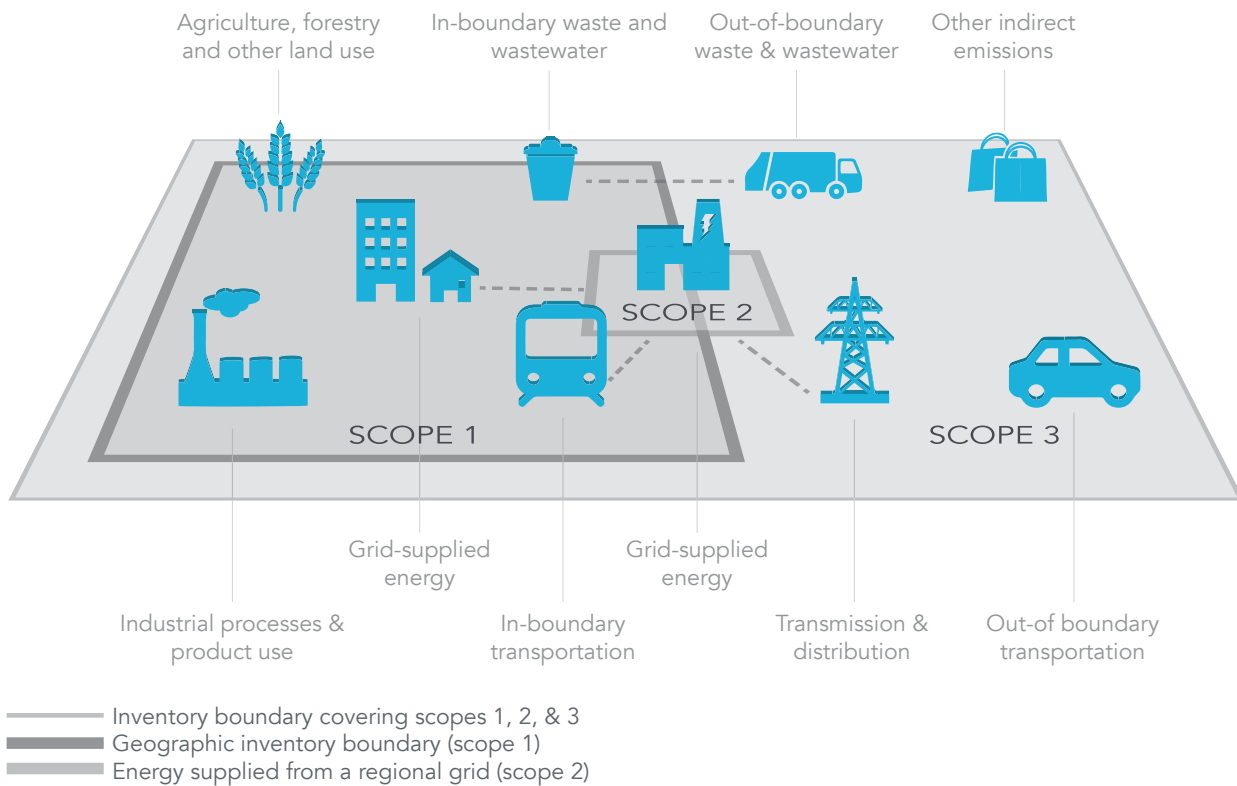 Agriculture, forestry
and other land use
In-boundary waste and
wastewater
Out-of-boundary
waste & wastewater
Other indirect
emissions
SCOPE 2
SCOPE 1
SCOPE 3
Grid-supplied
energy
Grid-supplied
energy
Industrial processes &
product use
In-boundary
transportation
Transmission &
distribution
Out-of boundary
transportation
Inventory boundary covering scopes 1, 2, & 3
Geographic inventory boundary (scope 1)
Energy supplied from a regional grid (scope 2)